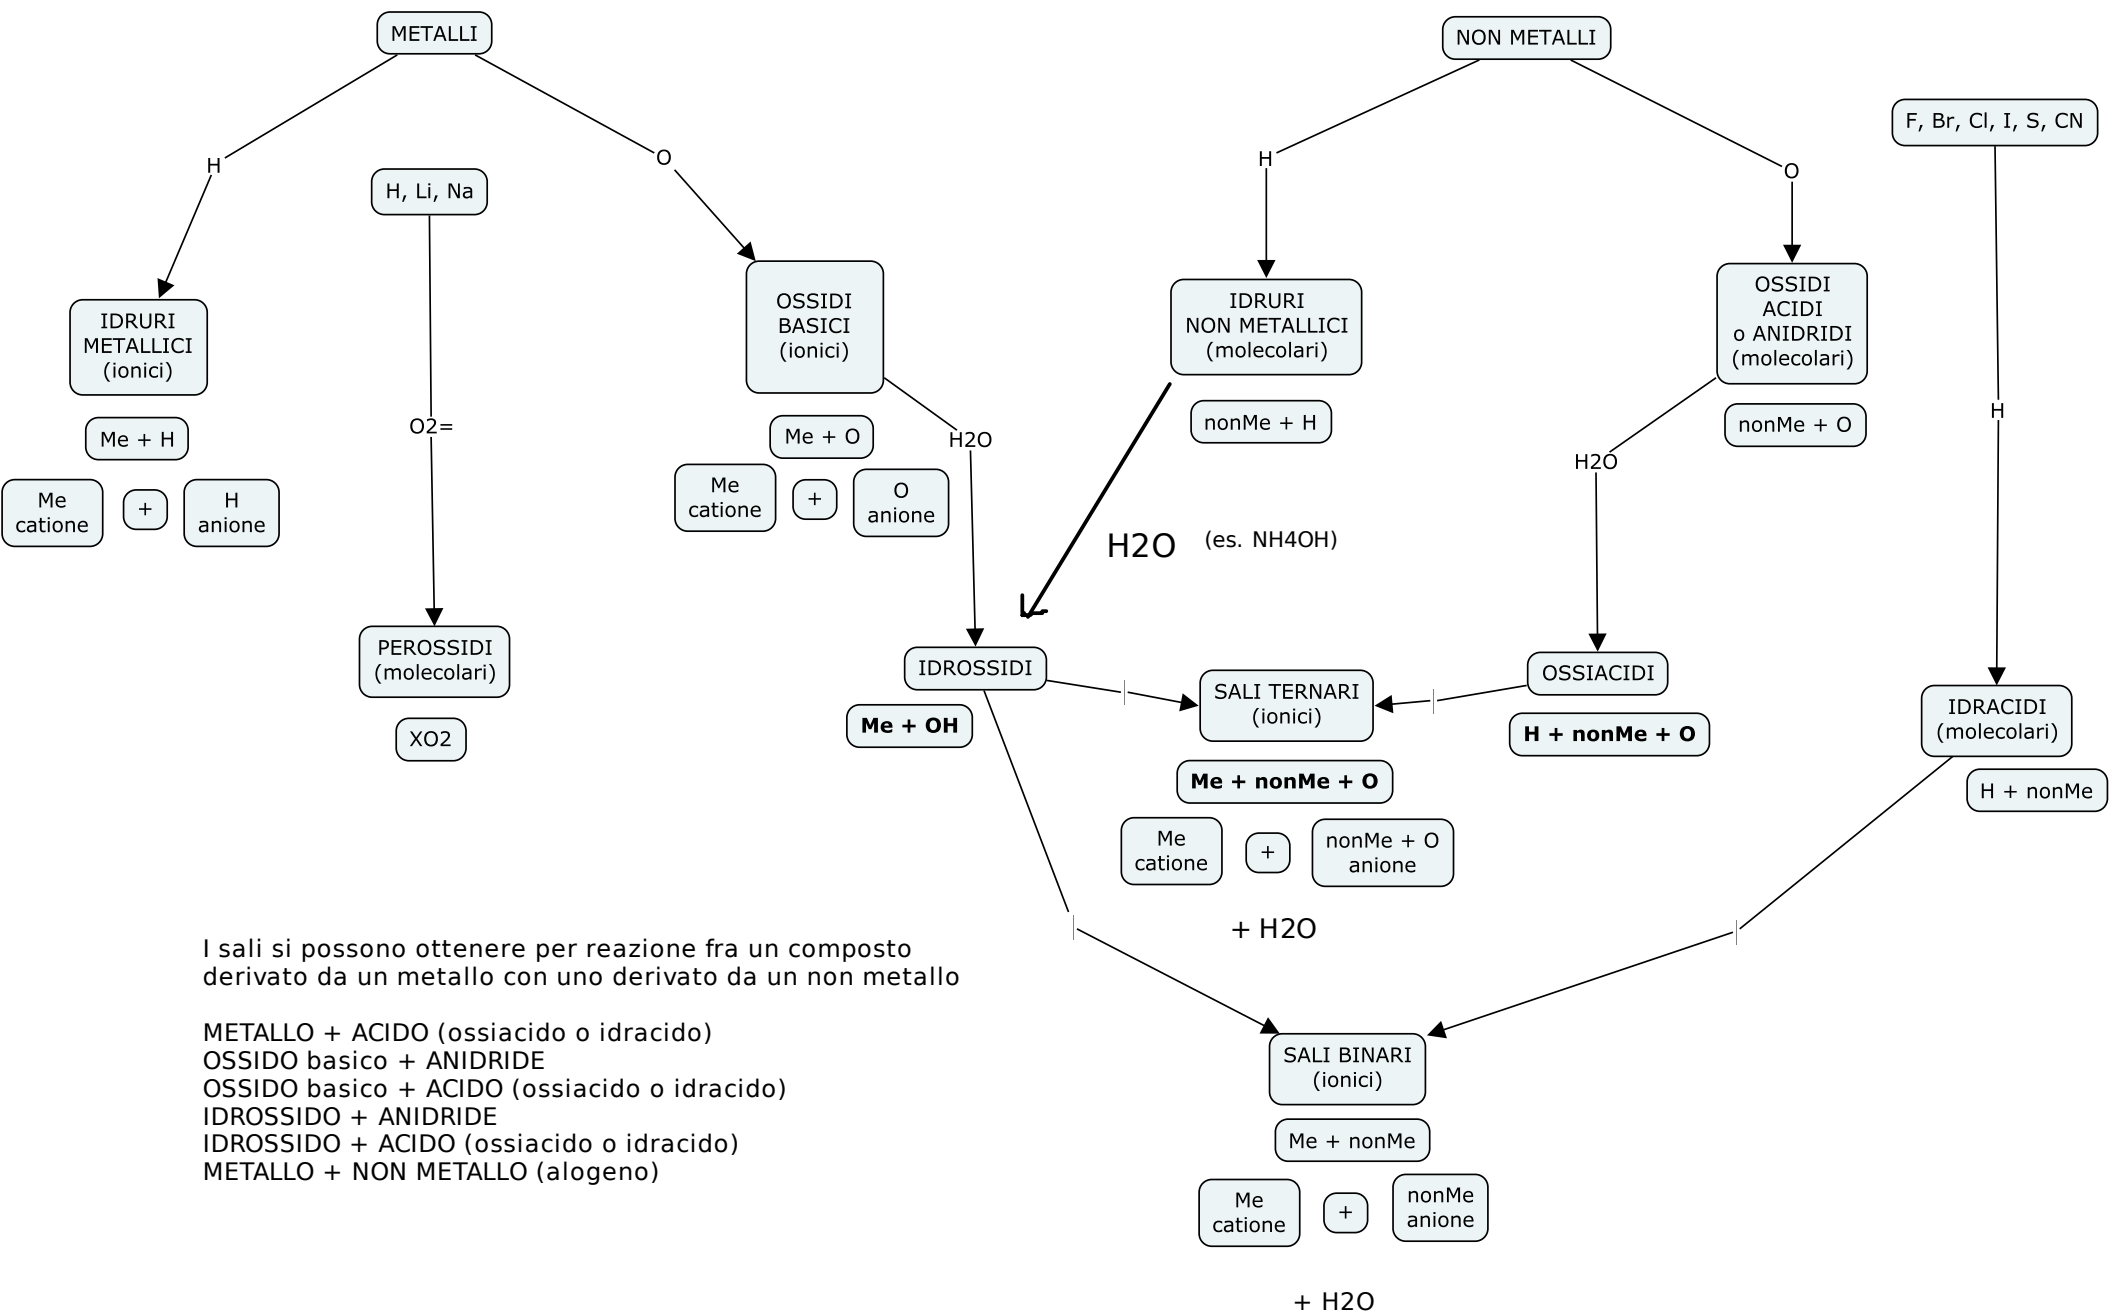 METALLI
NON METALLI
F, Br, Cl, I, S, CN
H
O
H
O
H, Li, Na
IDRURI
METALLICI
(ionici)
OSSIDI
BASICI
(ionici)
IDRURI
NON METALLICI
(molecolari)
OSSIDI
ACIDI
o ANIDRIDI
(molecolari)
Me + H
O2=
Me + O
H2O
nonMe + H
nonMe + O
H
H2O
Me
catione
+
H
anione
Me
catione
+
O
anione
H2O
(es. NH4OH)
PEROSSIDI
(molecolari)
XO2
IDROSSIDI
Me + OH
SALI TERNARI
(ionici)
OSSIACIDI
H + nonMe + O
IDRACIDI
(molecolari)
H + nonMe
Me + nonMe + O
Me
catione
+
nonMe + O
anione
+ H2O
I sali si possono ottenere per reazione fra un composto
derivato da un metallo con uno derivato da un non metallo
METALLO + ACIDO (ossiacido o idracido)
OSSIDO basico + ANIDRIDE
OSSIDO basico + ACIDO (ossiacido o idracido)
IDROSSIDO + ANIDRIDE
IDROSSIDO + ACIDO (ossiacido o idracido)
METALLO + NON METALLO (alogeno)
SALI BINARI
(ionici)
Me + nonMe
Me
catione
+
nonMe
anione
+ H2O